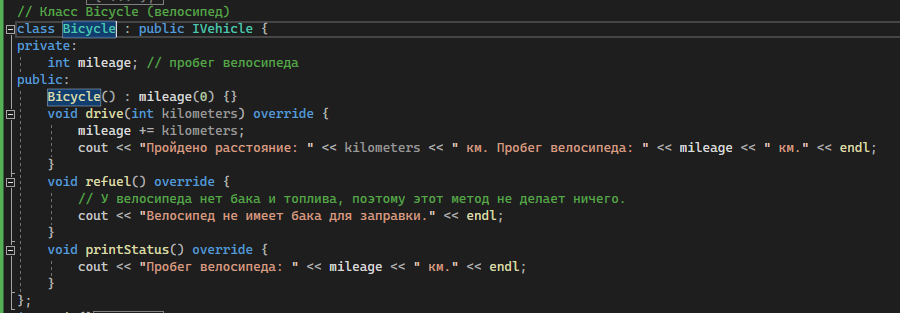 // Класс Bicycle (велосипед)
class Bicycle : public IVehicle {
private:
    int mileage; // пробег велосипеда
public:
    Bicycle() : mileage(0) {}
    void drive(int kilometers) override {
        mileage += kilometers;
        cout << "Пройдено расстояние: " << kilometers << " км. Пробег велосипеда: " << mileage << " км." << endl;
    }
    void refuel() override {
        // У велосипеда нет бака и топлива, поэтому этот метод не делает ничего.
        cout << "Велосипед не имеет бака для заправки." << endl;
    }
    void printStatus() override {
        cout << "Пробег велосипеда: " << mileage << " км." << endl;
    }
};